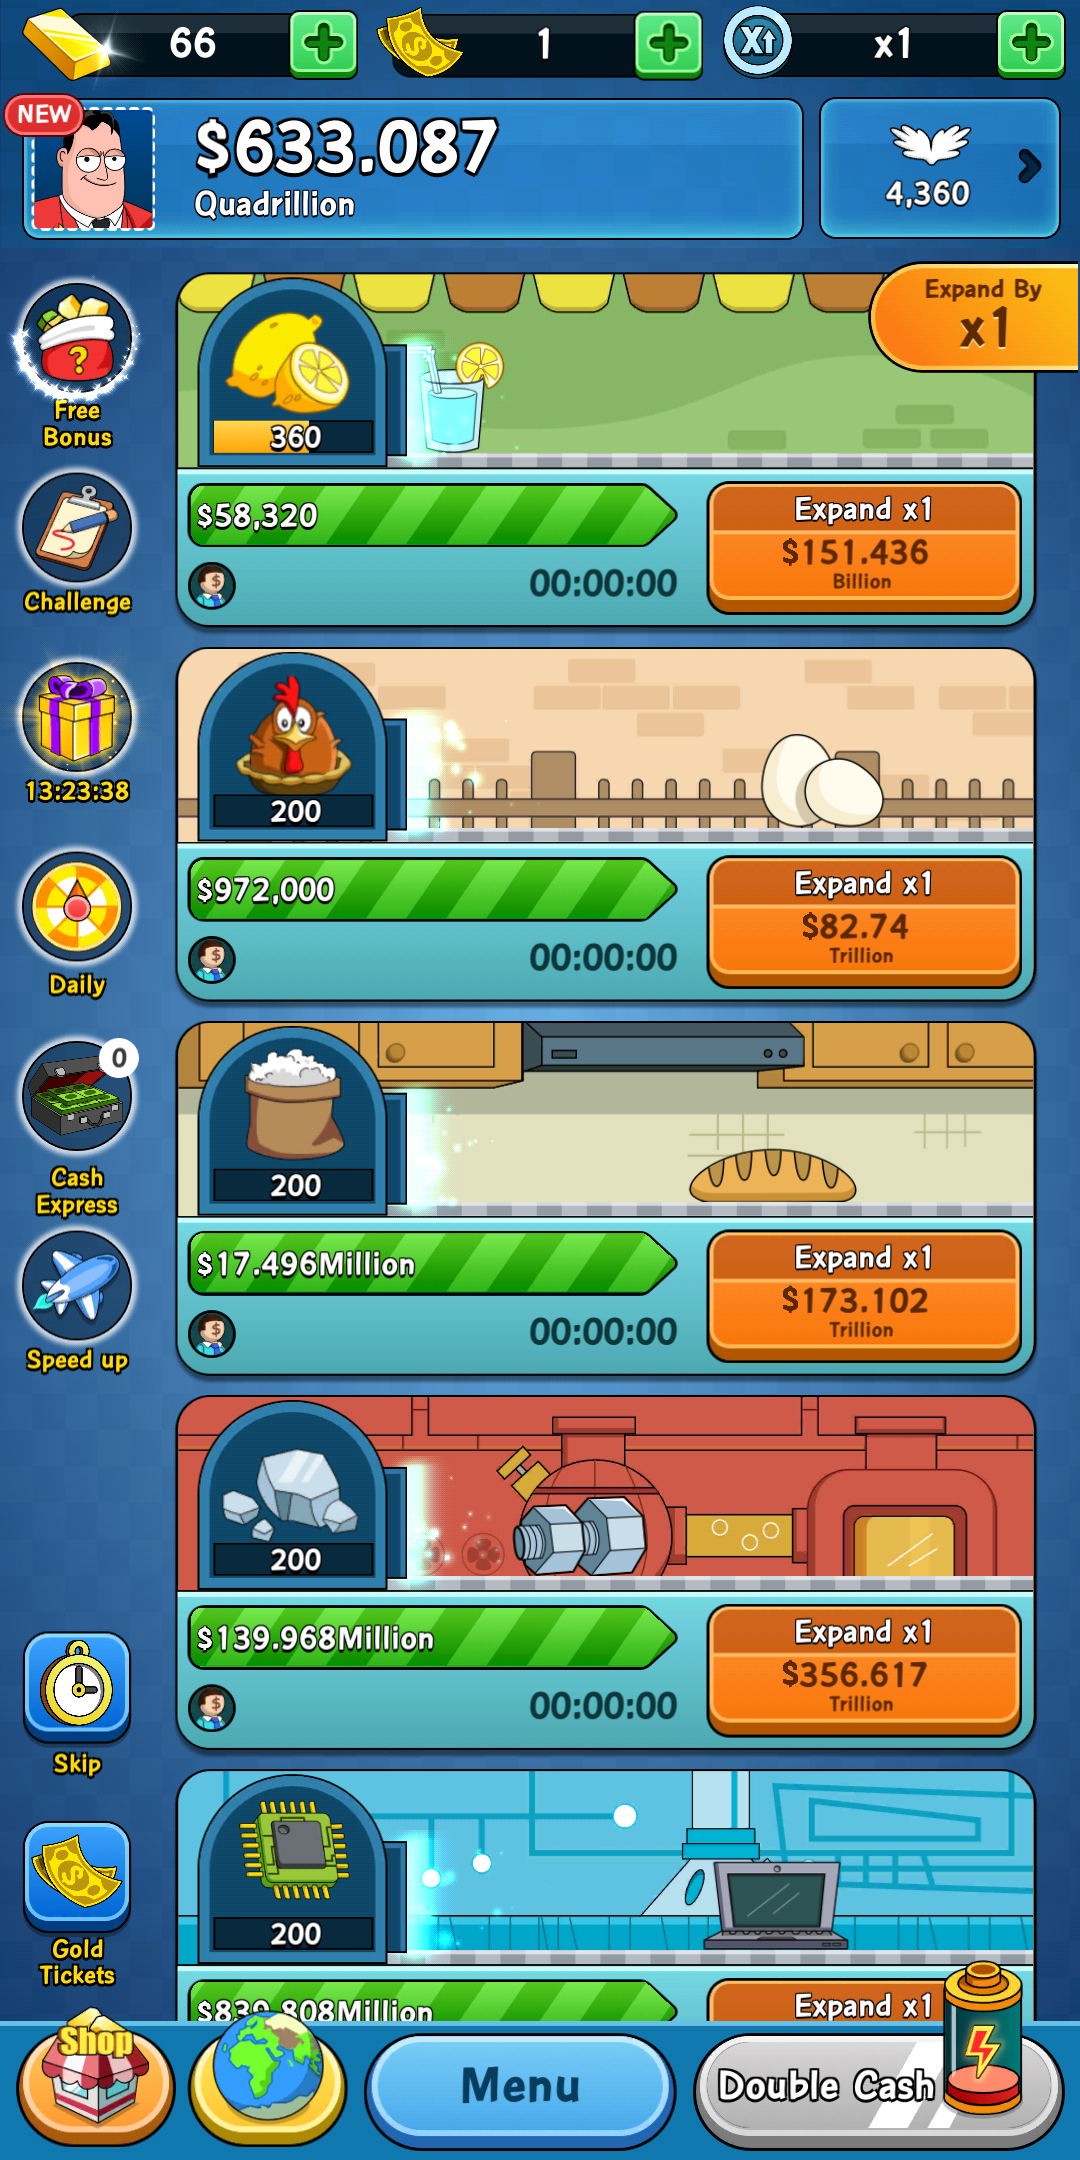 66
1
x1
NEW
$633.087
Quadrillion
4,360
Expand By
x1
Free
Bonus
360
$58,320
00:00:00
Expand x1
$151.436
Billion
Challenge
13:23:38
200
$972,000
00:00:00
Expand x1
$82.74
Trillion
Daily
0
Cash
Express
200
$17.496Million
00:00:00
Expand x1
$173.102
Trillion
Speed up
200
$139.968Million
00:00:00
Expand x1
$356.617
Trillion
Skip
200
$839.808Million
Expand x1
Gold
Tickets
Shop
Menu
Double Cash